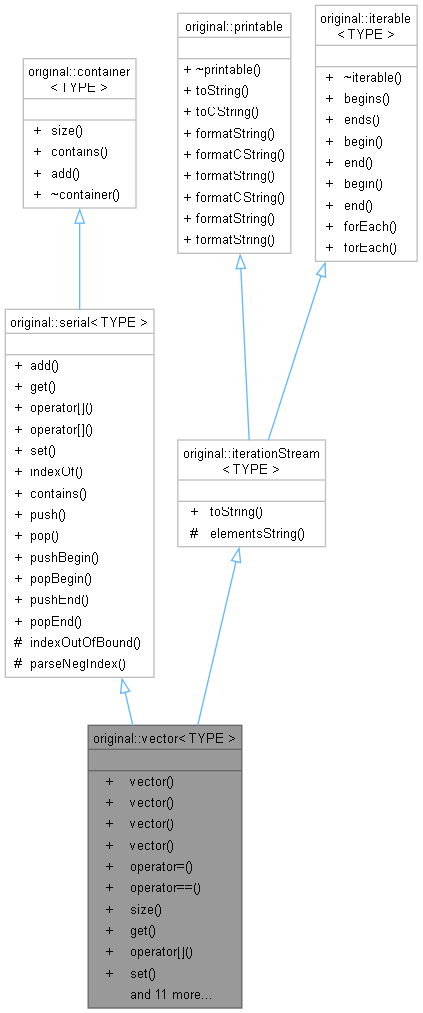 original::printable
+ ~printable()
+ toString()
+ toCString()
+ formatString()
+ formatCString()
+ formatString()
+ formatCString()
+ formatString()
+ formatString()
original::iterable
< TYPE >
+ ~iterable()
+ begins()
+ ends()
+ begin()
+ end()
+ begin()
+ end()
+ forEach()
+ forEach()
original::container
< TYPE >
+ size()
+ contains()
+ add()
+ ~container()
original::serial< TYPE >
+ add()
+ get()
+ operator[]()
+ operator[]()
+ set()
+ indexOf()
+ contains()
+ push()
+ pop()
+ pushBegin()
+ popBegin()
+ pushEnd()
+ popEnd()
# indexOutOfBound()
# parseNegIndex()
original::iterationStream
< TYPE >
+ toString()
# elementsString()
original::vector< TYPE >
+ vector()
+ vector()
+ vector()
+ vector()
+ operator=()
+ operator==()
+ size()
+ get()
+ operator[]()
+ set()
and 11 more...